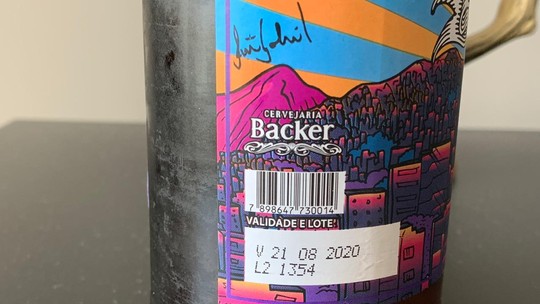 CERVEJARIA
Backer
7 898647 730014
VALIDADE E LOTE:
V 21 08 2020
L2 1354